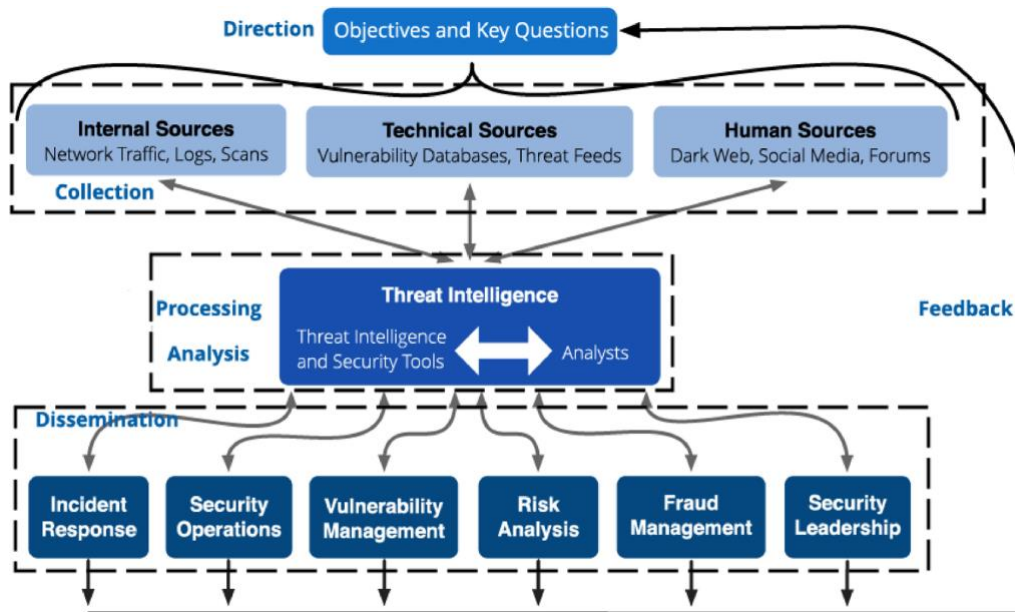 Direction
Objectives and Key Questions
Internal Sources
Network Traffic, Logs, Scans
Technical Sources
Vulnerability Databases, Threat Feeds
Human Sources
Dark Web, Social Media, Forums
Collection
Threat Intelligence
Processing
Analysis
Threat Intelligence
and Security Tools
Analysts
Feedback
Dissemination
Incident
Response
Security
Operations
Vulnerability
Management
Risk
Analysis
Fraud
Management
Security
Leadership